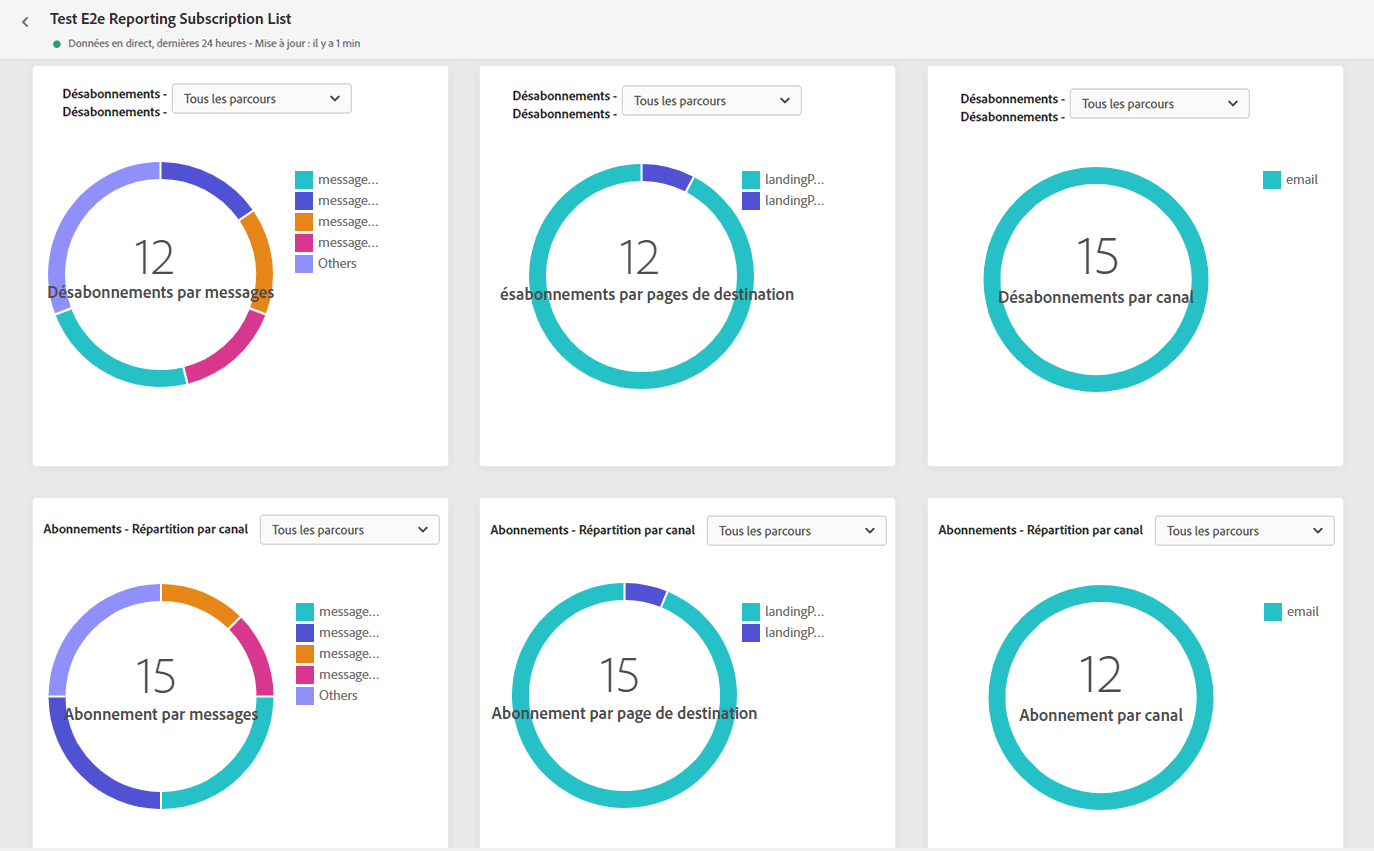 Test E2e Reporting Subscription List
Données en direct, dernières 24 heures - Mise à jour : il y a 1 min
Désabonnements -
Désabonnements -
Tous les parcours
message...
message...
message...
message...
Others
12
Désabonnements par messages
Désabonnements -
Désabonnements -
Tous les parcours
landingP...
landingP...
12
ésabonnements par pages de destination
Désabonnements -
Désabonnements -
Tous les parcours
email
15
Désabonnements par canal
Abonnements - Répartition par canal
Tous les parcours
message...
message...
message...
message...
Others
15
Abonnement par messages
Abonnements - Répartition par canal
Tous les parcours
landingP...
landingP...
15
Abonnement par page de destination
Abonnements - Répartition par canal
Tous les parcours
email
12
Abonnement par canal